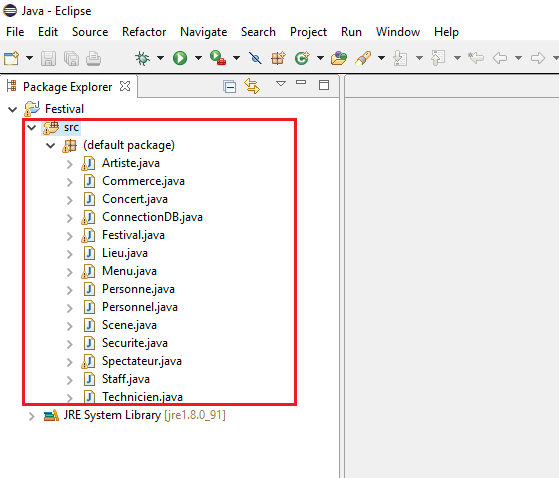 Java - Eclipse
File Edit Source Refactor Navigate Search Project Run Window Help
Package Explorer
Festival
src
(default package)
Artiste.java
Commerce.java
Concert.java
ConnectionDB.java
Festival.java
Lieu.java
Menu.java
Personne.java
Personnel.java
Scene.java
Securite.java
Spectateur.java
Staff.java
Technicien.java
JRE System Library [jre1.8.0_91]